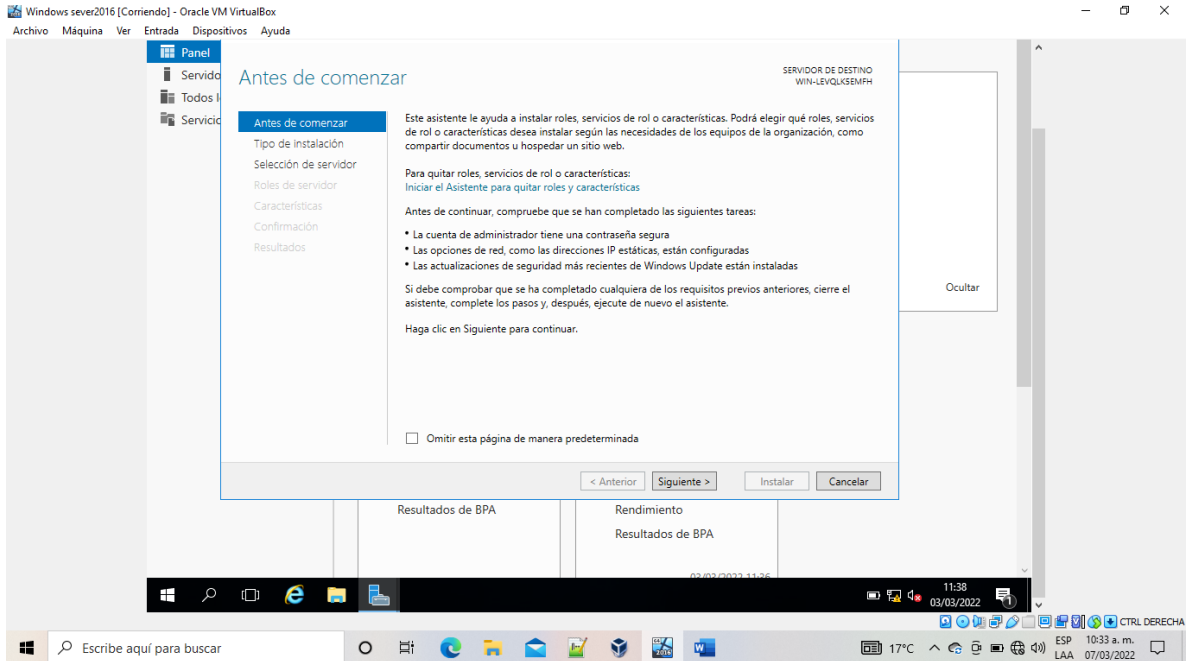 Windows sever2016 [Corriendo] - Oracle VM VirtualBox
Archivo Máquina Ver Entrada Dispositivos Ayuda
Panel
Servido
Todos l
Servicio
Antes de comenzar
SERVIDOR DE DESTINO
WIN-LEVQLK5EMFH
Antes de comenzar
Tipo de instalación
Selección de servidor
Roles de servidor
Características
Confirmación
Resultados
Este asistente le ayuda a instalar roles, servicios de rol o características. Podrá elegir qué roles, servicios
de rol o características desea instalar según las necesidades de los equipos de la organización, como
compartir documentos u hospedar un sitio web.
Para quitar roles, servicios de rol o características:
Iniciar el Asistente para quitar roles y características
Antes de continuar, compruebe que se han completado las siguientes tareas:
• La cuenta de administrador tiene una contraseña segura
• Las opciones de red, como las direcciones IP estáticas, están configuradas
• Las actualizaciones de seguridad más recientes de Windows Update están instaladas
Si debe comprobar que se ha completado cualquiera de los requisitos previos anteriores, cierre el
asistente, complete los pasos y, después, ejecute de nuevo el asistente.
Haga clic en Siguiente para continuar.
Omitir esta página de manera predeterminada
< Anterior Siguiente > Instalar Cancelar
Ocultar
Resultados de BPA
Rendimiento
Resultados de BPA
03/03/2022 11:36
11:38
03/03/2022
1
CTRL DERECHA
Escribe aquí para buscar
2016
17°C
ESP
LAA
10:33 a. m.
07/03/2022